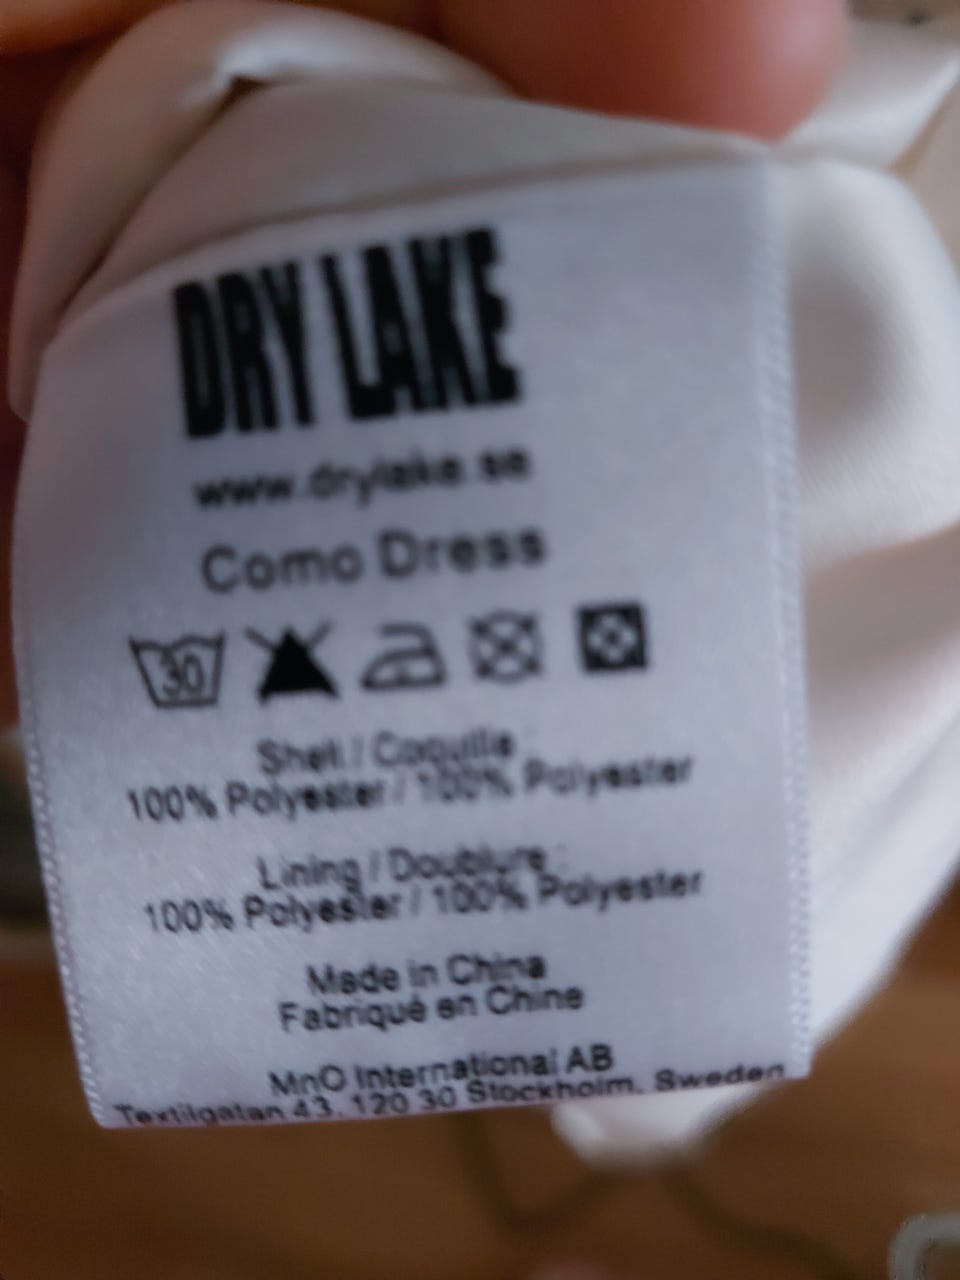 DRY LAKE
www.drylake.se
Como Dress
30
Shell / Coquille :
100% Polyester / 100% Polyester
Lining / Doublure :
100% Polyester / 100% Polyester
Made in China
Fabriqué en Chine
MnO International AB
Textilgatan 43, 120 30 Stockholm, Sweden